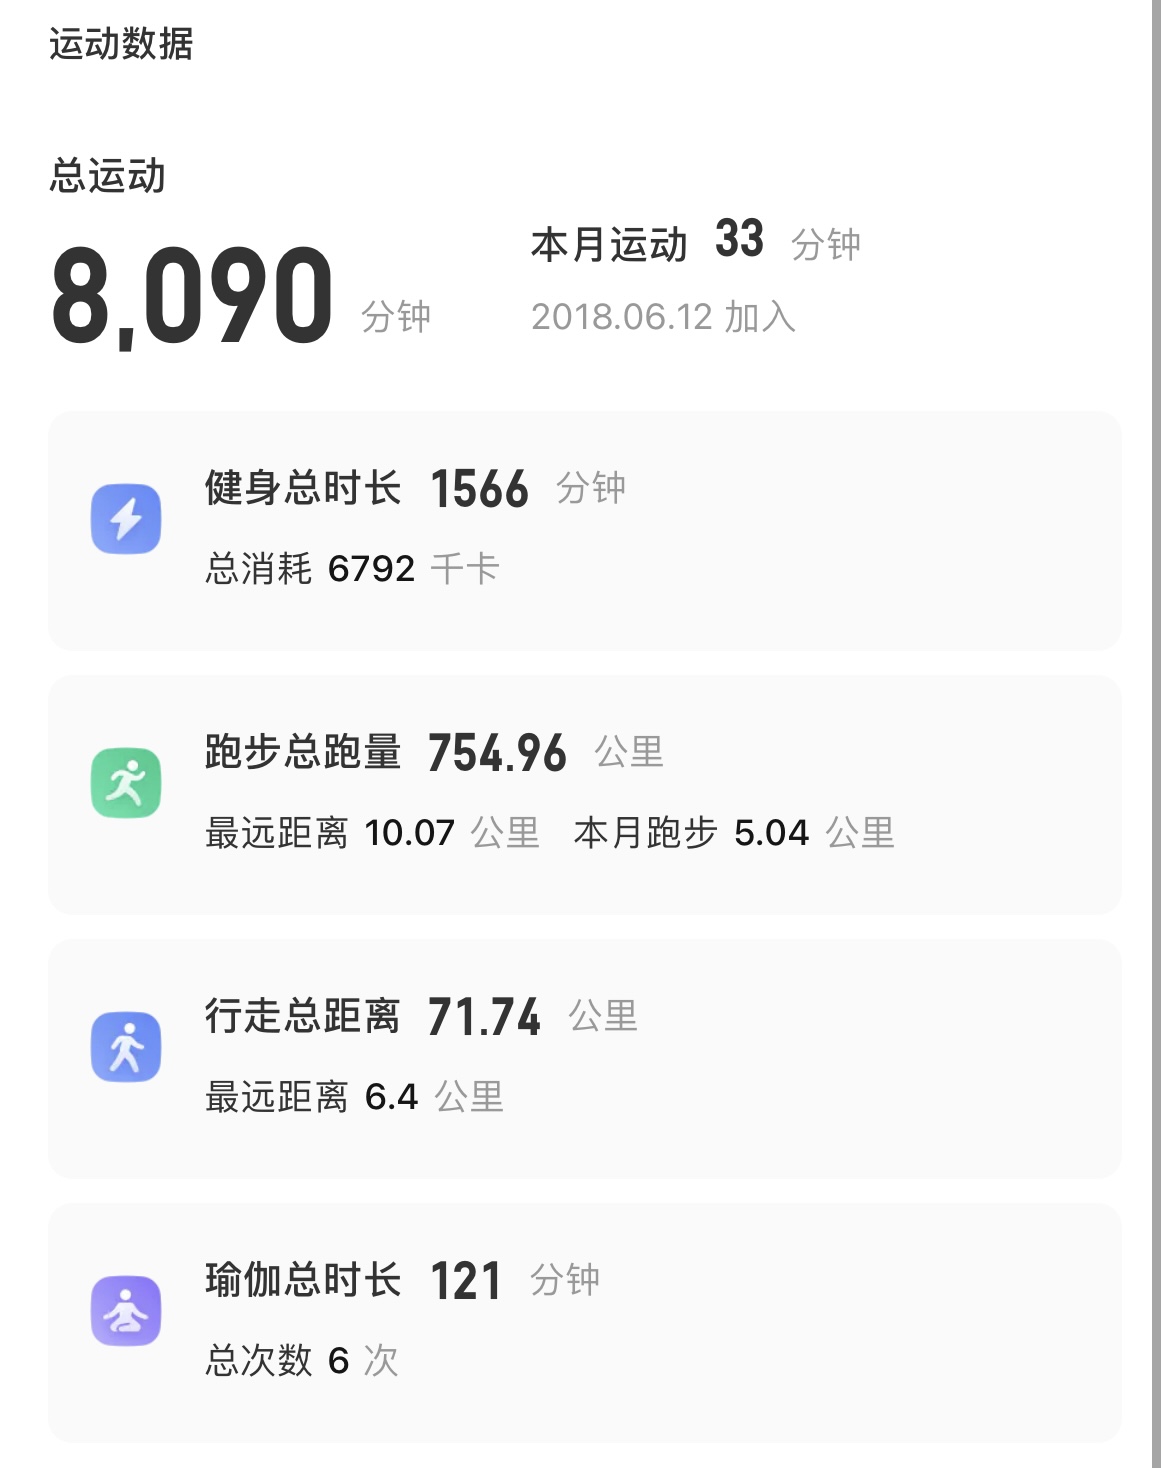 运动数据
总运动
8,090 分钟
本月运动 33 分钟
2018.06.12 加入
健身总时长 1566 分钟
总消耗 6792 千卡
跑步总跑量 754.96 公里
最远距离 10.07 公里 本月跑步 5.04 公里
行走总距离 71.74 公里
最远距离 6.4 公里
瑜伽总时长 121 分钟
总次数 6 次